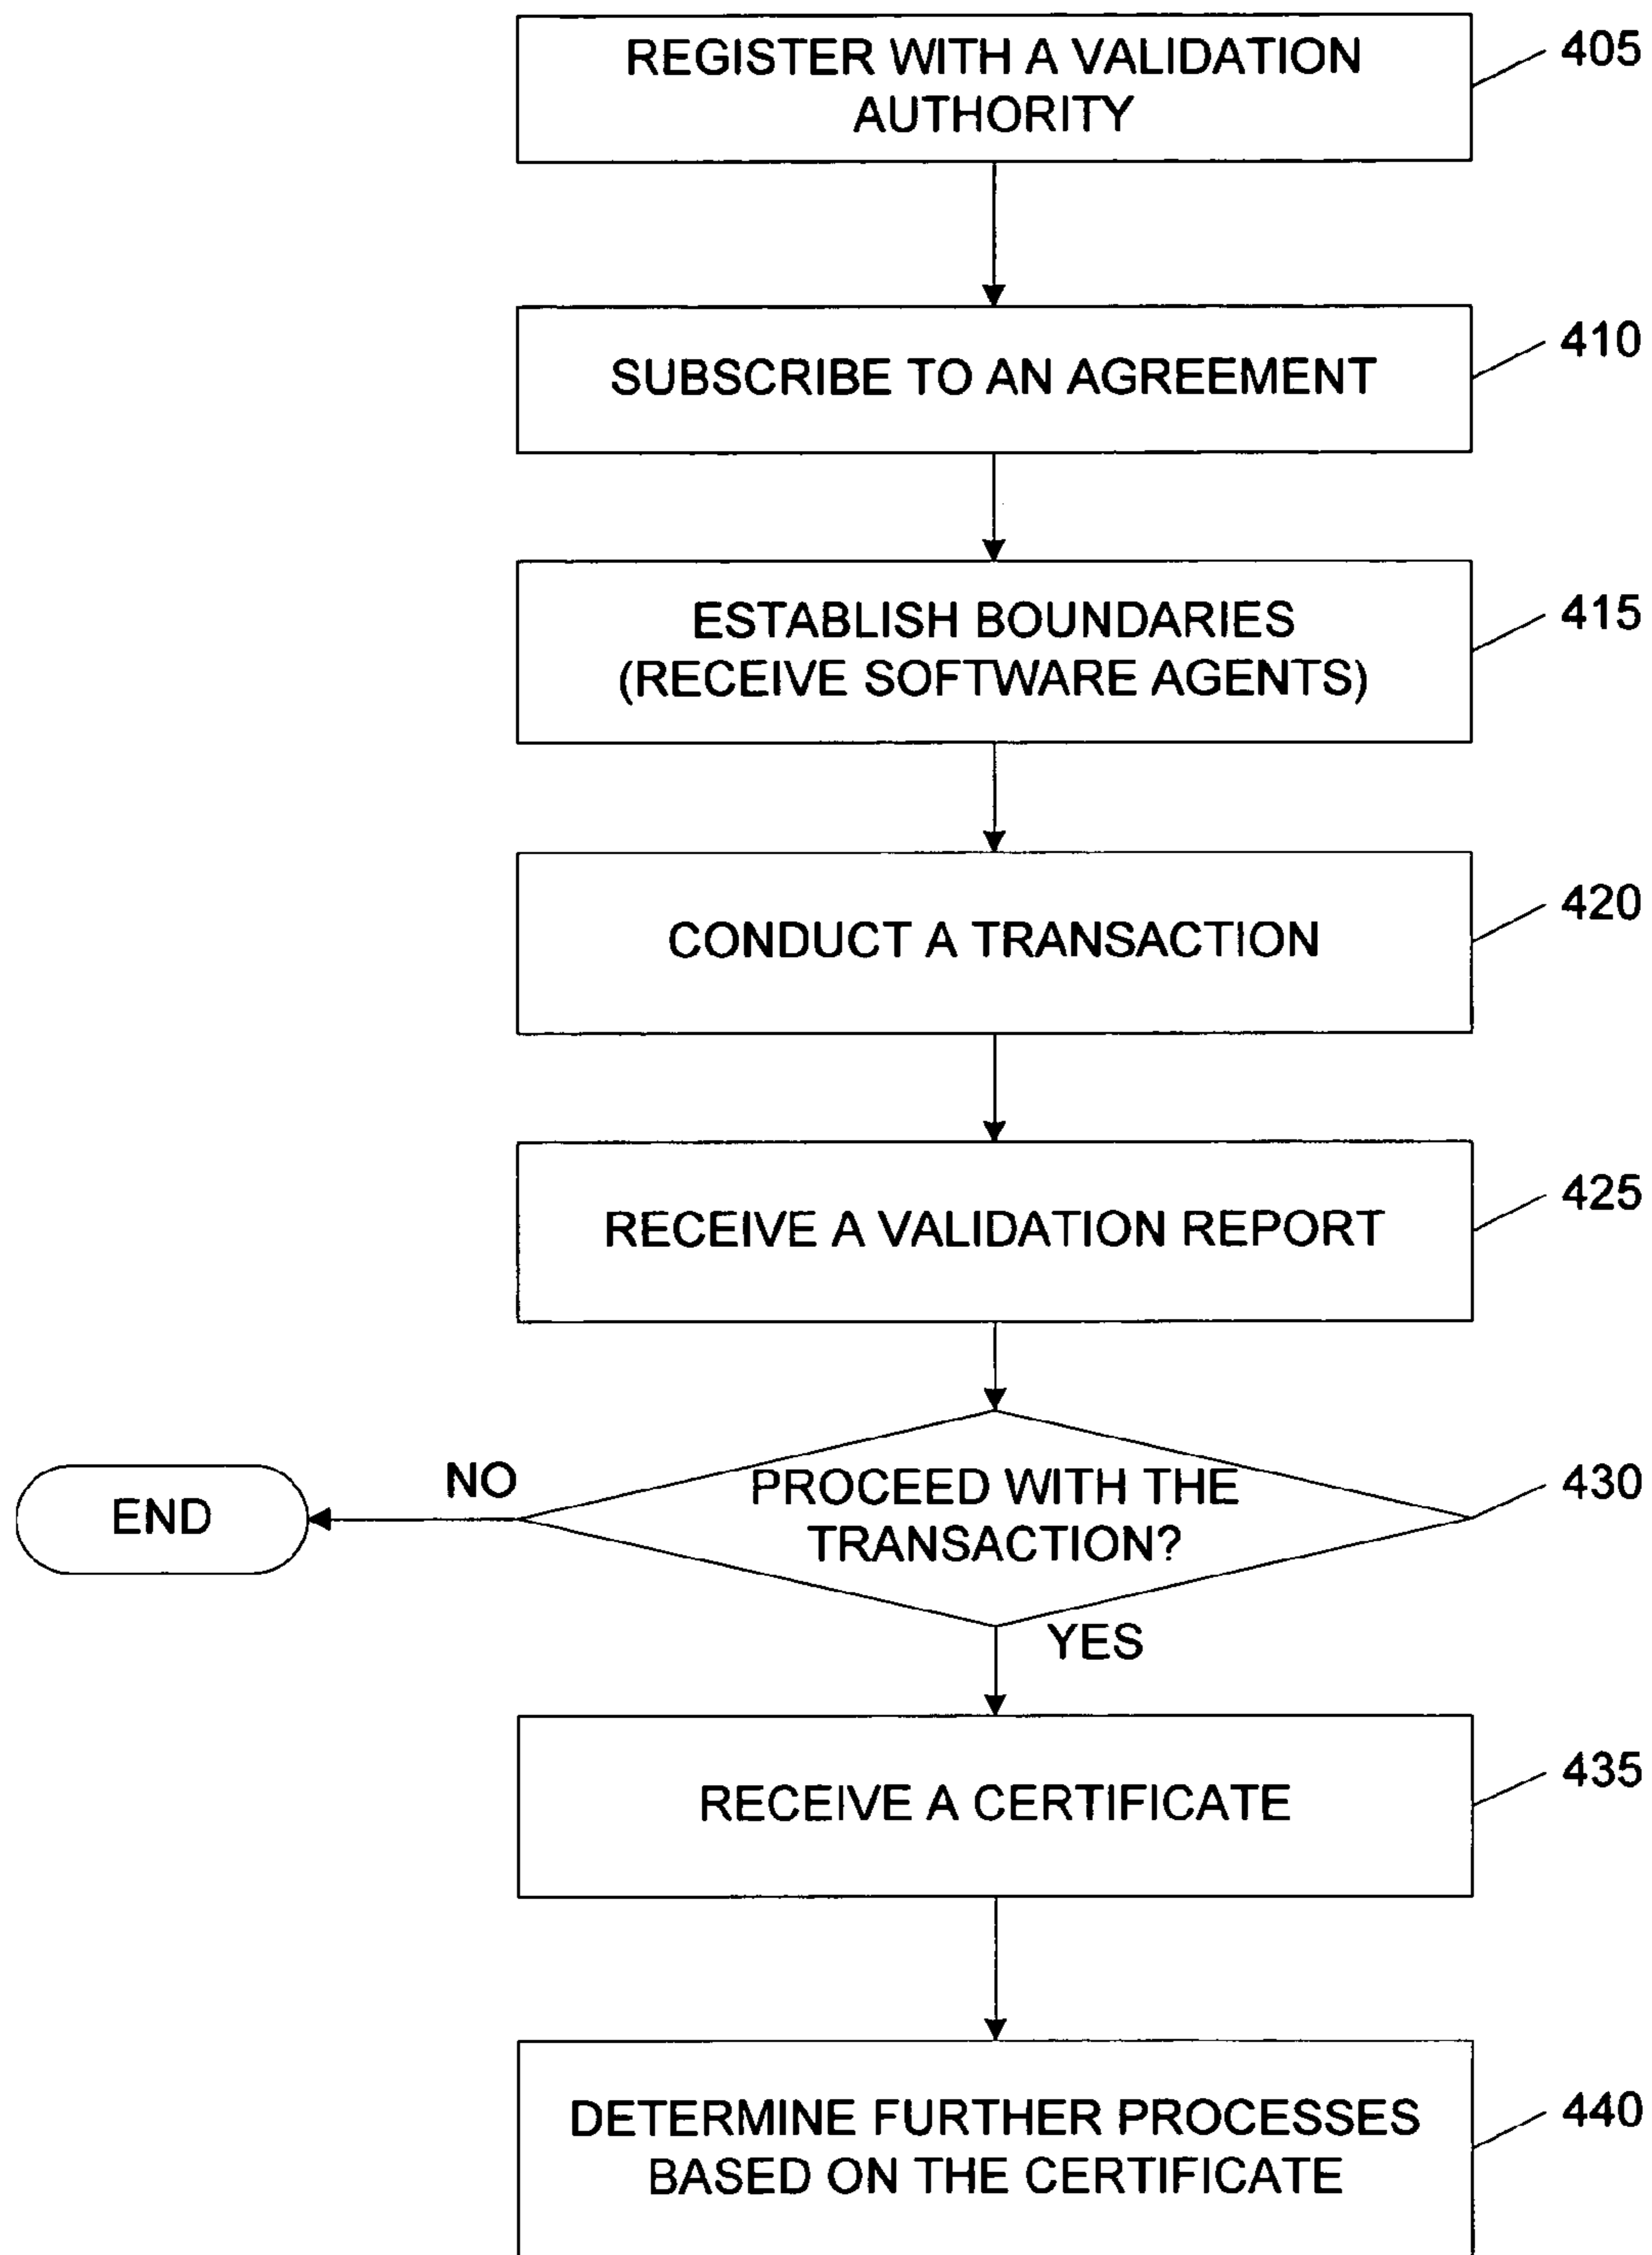 REGISTER WITH A VALIDATION
AUTHORITY
405
SUBSCRIBE TO AN AGREEMENT
410
ESTABLISH BOUNDARIES
(RECEIVE SOFTWARE AGENTS)
415
CONDUCT A TRANSACTION
420
RECEIVE A VALIDATION REPORT
425
PROCEED WITH THE
TRANSACTION?
430
NO
END
YES
RECEIVE A CERTIFICATE
435
DETERMINE FURTHER PROCESSES
BASED ON THE CERTIFICATE
440